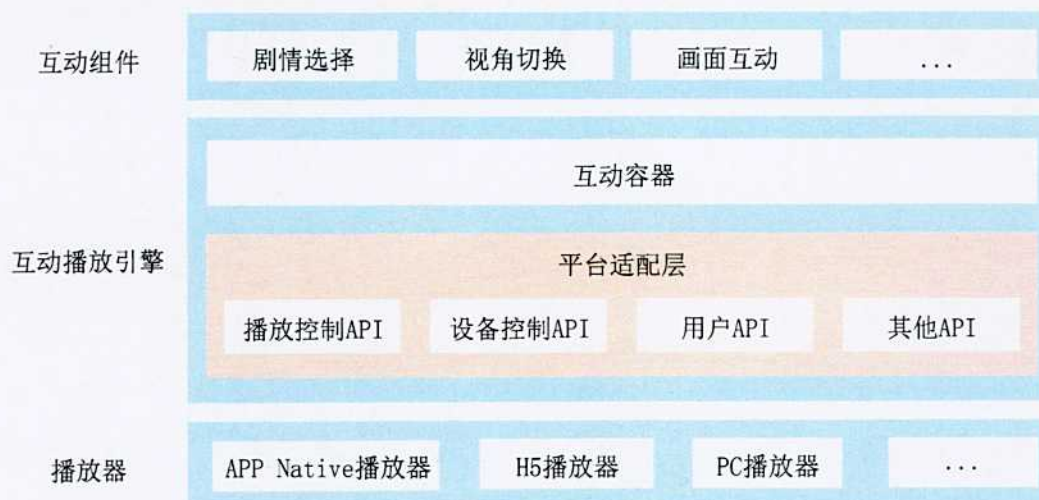 互动组件 剧情选择 视角切换 画面互动 ...
互动容器
互动播放引擎
平台适配层
播放控制API 设备控制API 用户API 其他API
播放器 APP Native播放器 H5播放器 PC播放器 ...